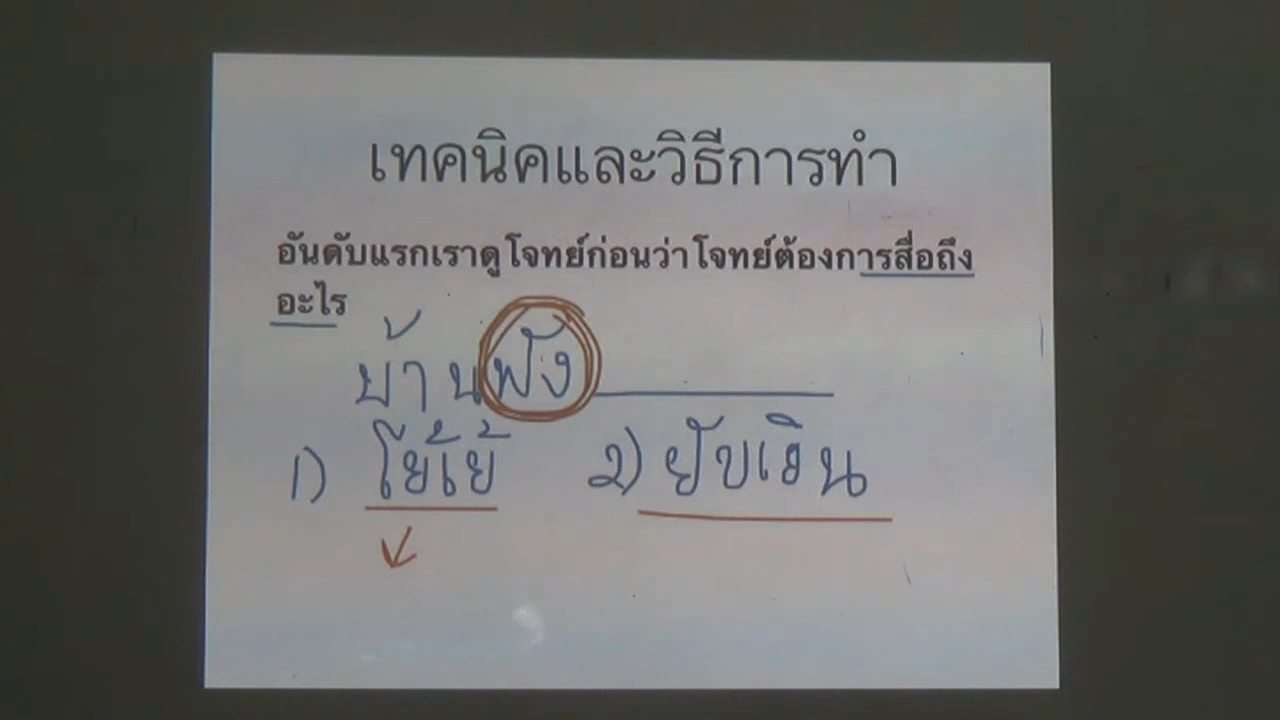 เทคนิคและวิธีการทำ
อันดับแรกเราดูโจทย์ก่อนว่าโจทย์ต้องการสื่อถึง
อะไร
บ้านพัง
1) โย้เย้ 2) ยับเยิน